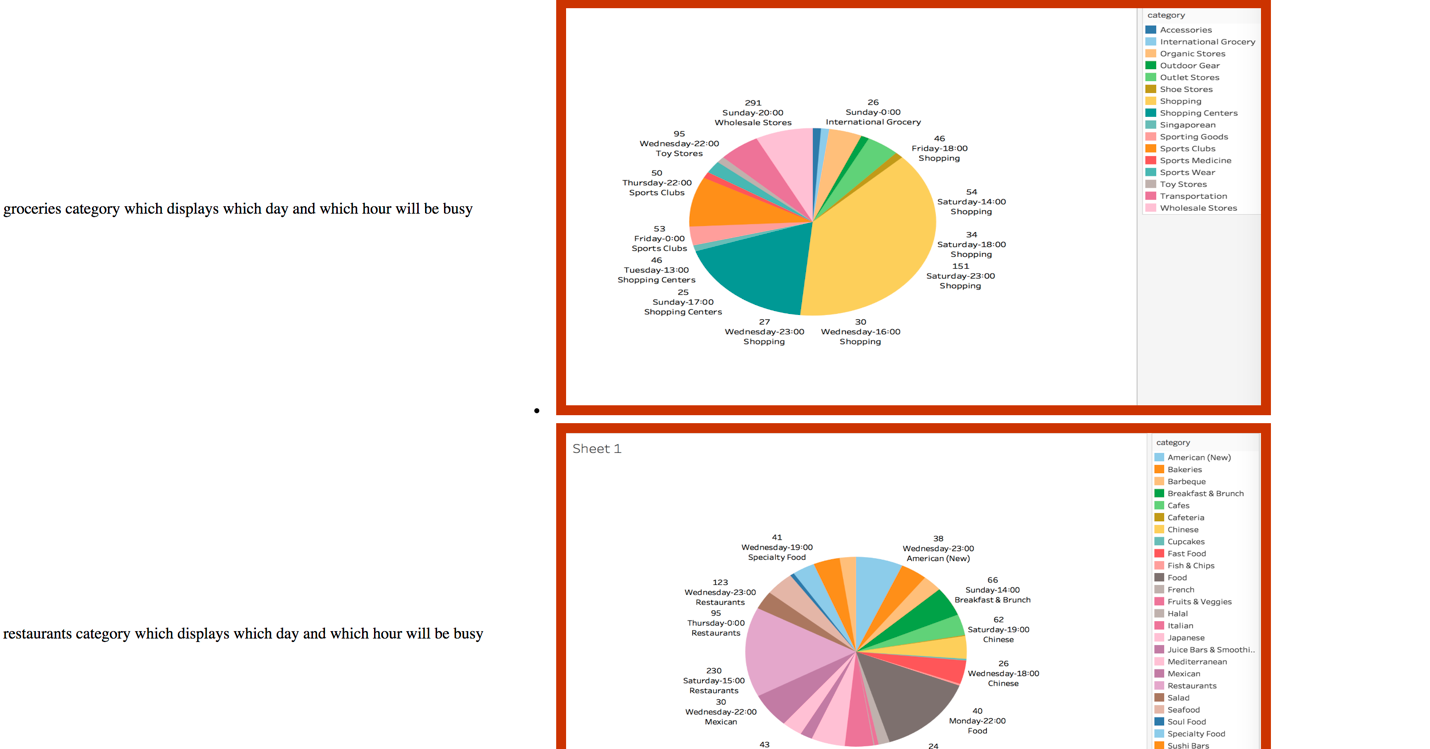 groceries category which displays which day and which hour will be busy
291
Sunday-20:00
Wholesale Stores
26
Sunday-0:00
International Grocery
95
Wednesday-22:00
Toy Stores
46
Friday-18:00
Shopping
50
Thursday-22:00
Sports Clubs
54
Saturday-14:00
Shopping
53
Friday-0:00
Sports Clubs
34
Saturday-18:00
Shopping
46
Tuesday-13:00
Shopping Centers
151
Saturday-23:00
Shopping
25
Sunday-17:00
Shopping Centers
27
Wednesday-23:00
Shopping
30
Wednesday-16:00
Shopping
category
Accessories
International Grocery
Organic Stores
Outdoor Gear
Outlet Stores
Shoe Stores
Shopping
Shopping Centers
Singaporean
Sporting Goods
Sports Clubs
Sports Medicine
Sports Wear
Toy Stores
Transportation
Wholesale Stores
restaurants category which displays which day and which hour will be busy
Sheet 1
41
Wednesday-19:00
Specialty Food
38
Wednesday-23:00
American (New)
123
Wednesday-23:00
Restaurants
66
Sunday-14:00
Breakfast & Brunch
95
Thursday-0:00
Restaurants
62
Saturday-19:00
Chinese
230
Saturday-15:00
Restaurants
26
Wednesday-18:00
Chinese
30
Wednesday-22:00
Mexican
40
Monday-22:00
Food
43
24
category
American (New)
Bakeries
Barbeque
Breakfast & Brunch
Cafes
Cafeteria
Chinese
Cupcakes
Fast Food
Fish & Chips
Food
French
Fruits & Veggies
Halal
Italian
Japanese
Juice Bars & Smoothi..
Mediterranean
Mexican
Restaurants
Salad
Seafood
Soul Food
Specialty Food
Sushi Bars